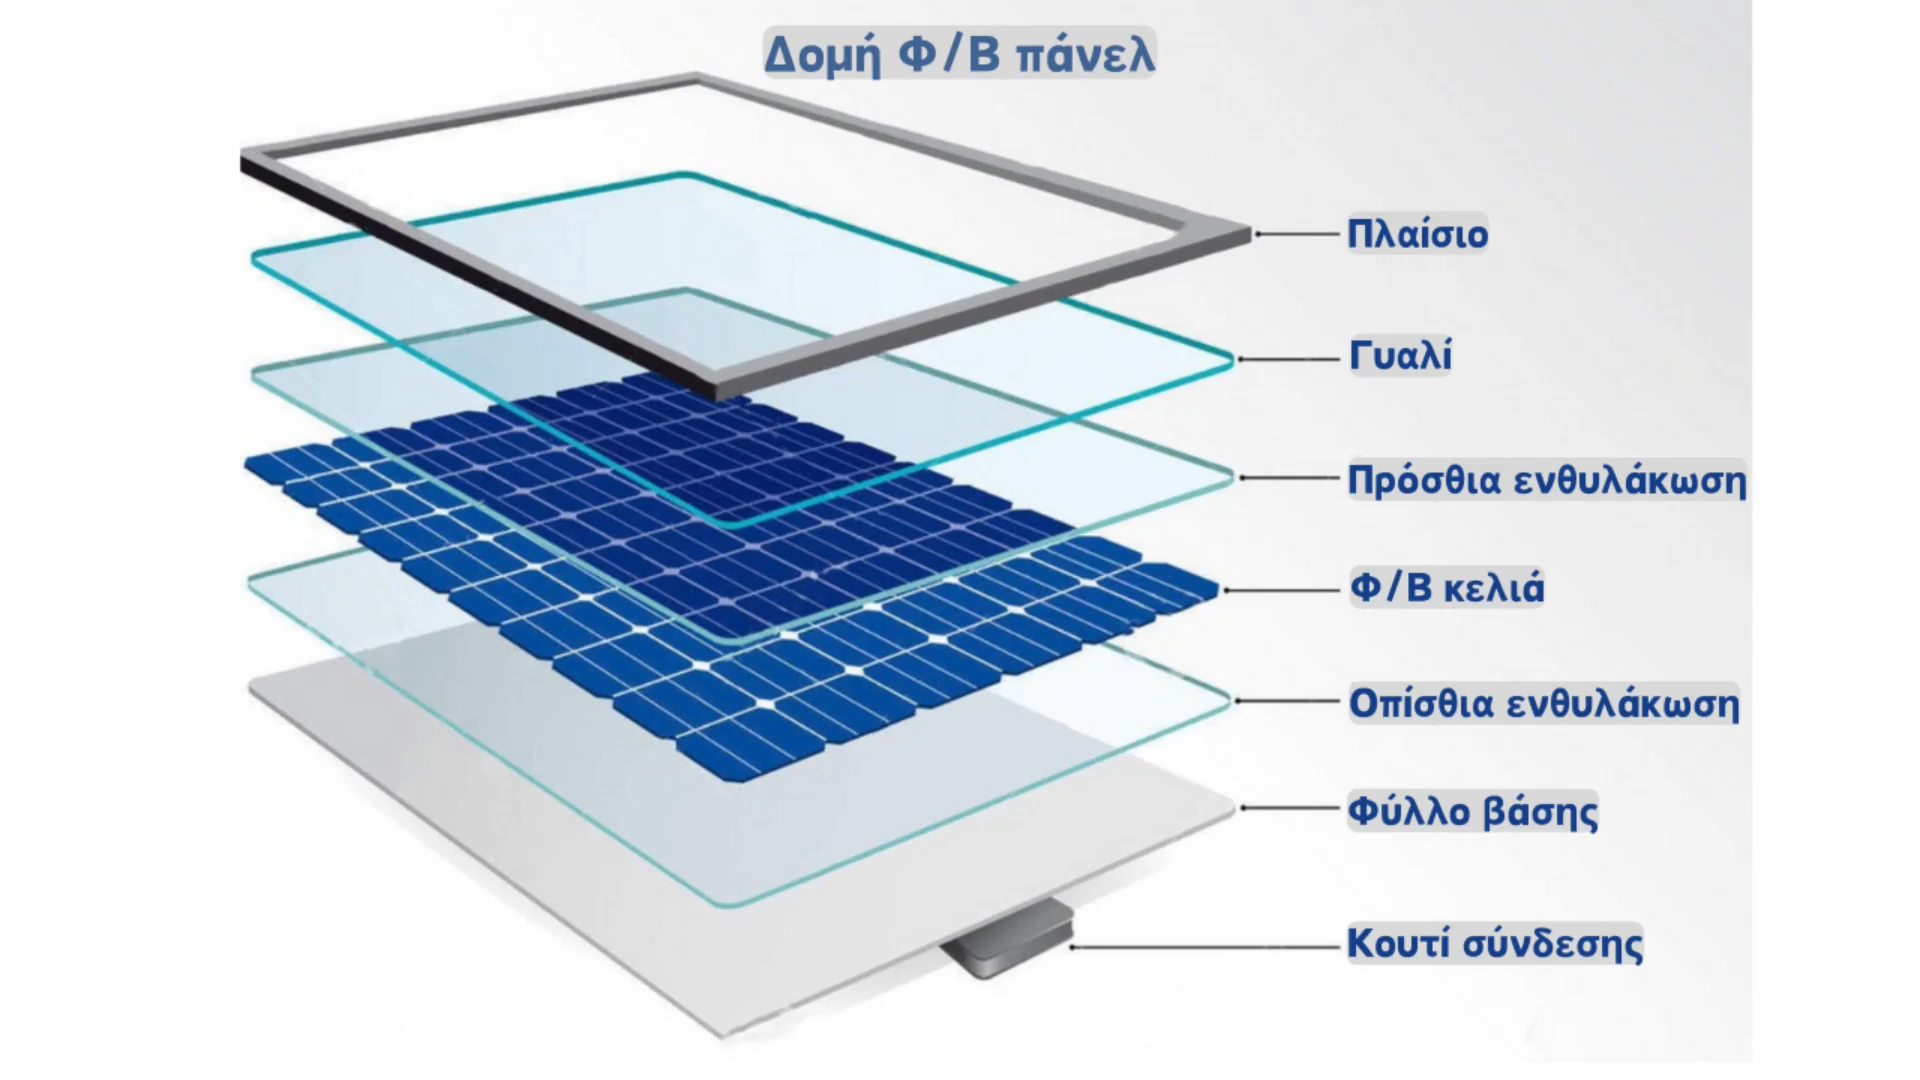 Δομή Φ/Β πάνελ
Πλαίσιο
Γυαλί
Πρόσθια ενθυλάκωση
Φ/Β κελιά
Οπίσθια ενθυλάκωση
Φύλλο βάσης
Κουτί σύνδεσης